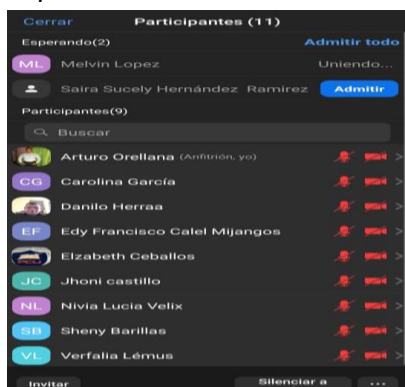 Cerrar Participantes (11)
Esperando(2) Admitir todo
ML Melvin Lopez Uniendo...
Saira Sucely Hernández Ramirez Admitir
Participantes(9)
Buscar
Arturo Orellana (Anfitrión, yo)
CG Carolina García
Danilo Herraa
EF Edy Francisco Calel Mijangos
Elzabeth Ceballos
JC Jhoni castillo
NL Nivia Lucia Velix
SB Sheny Barillas
VL Verfalia Lémus
Invitar Silenciar a ...